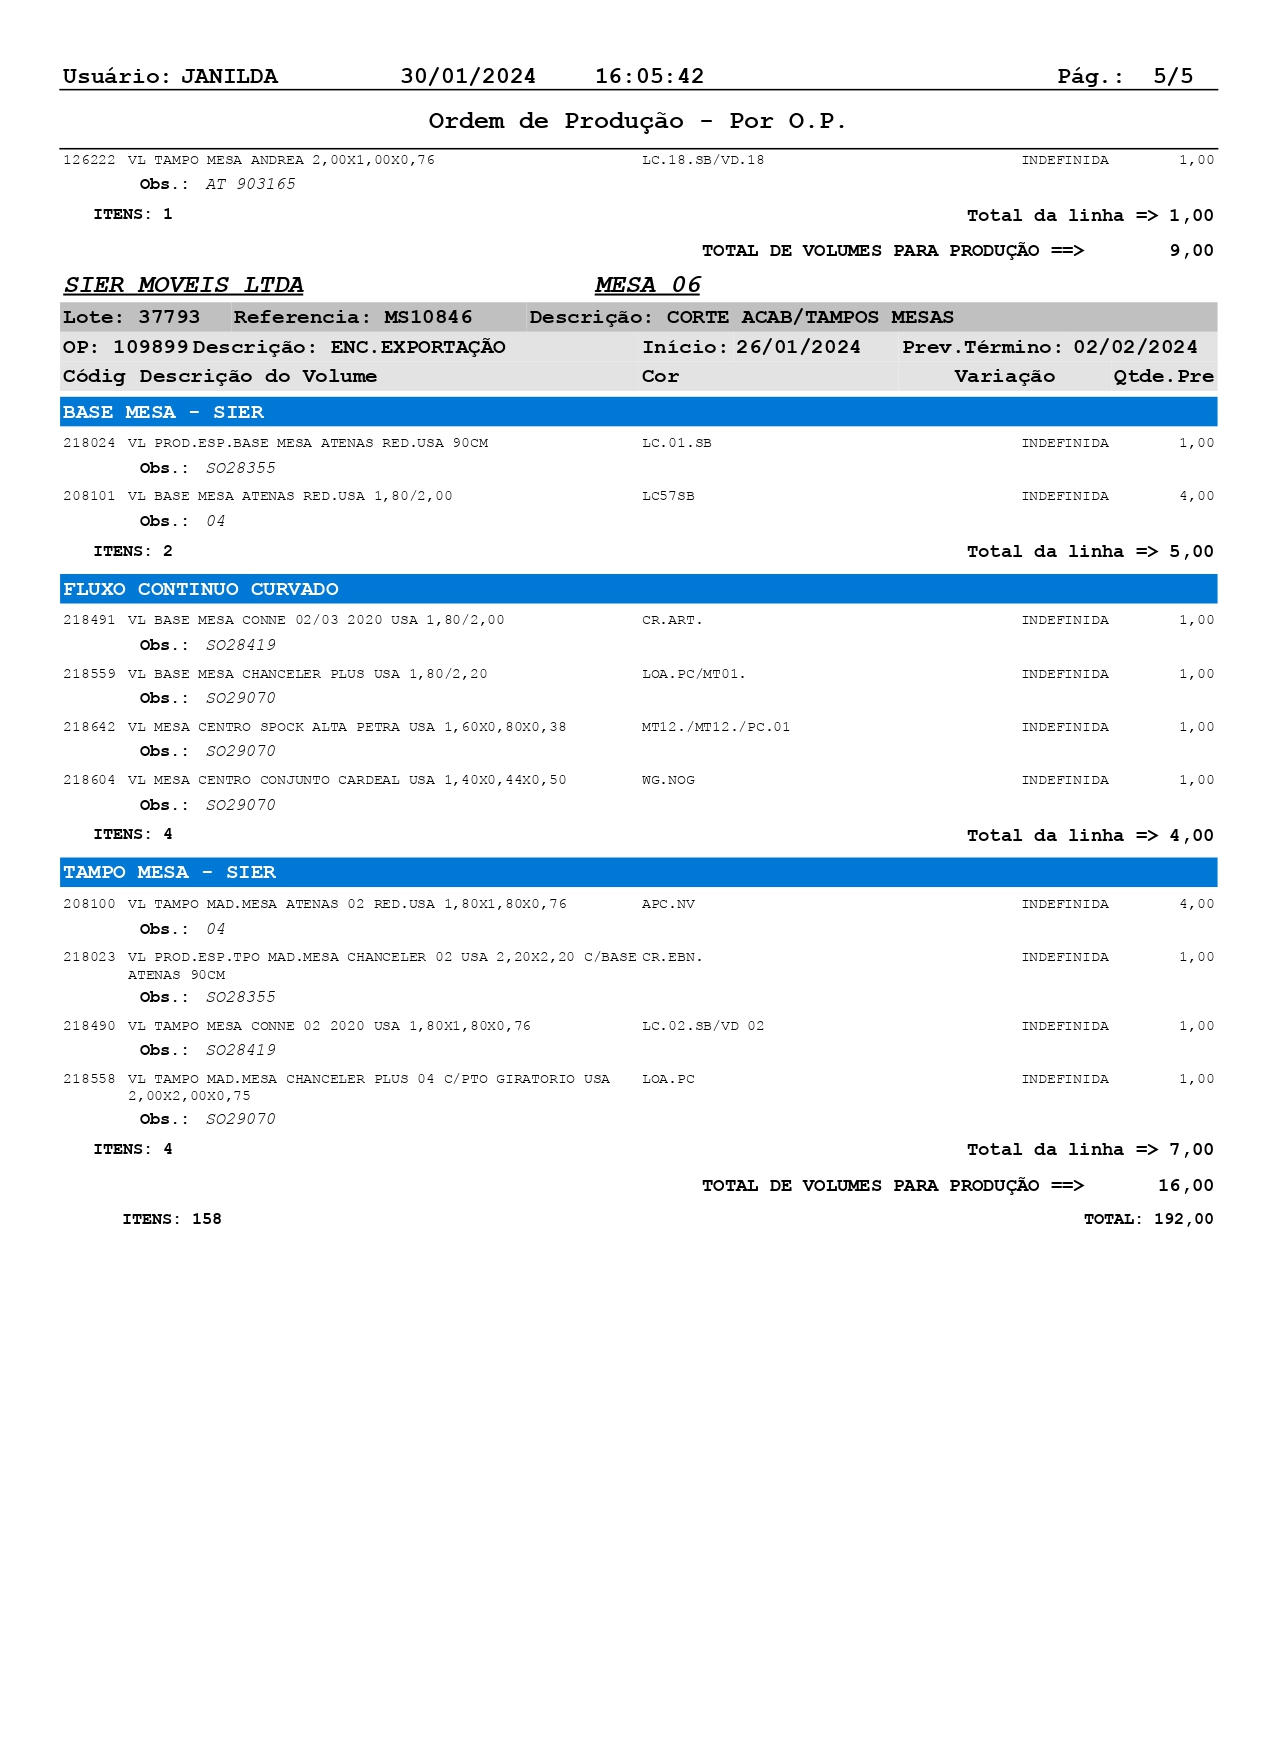 Usuário: JANILDA 30/01/2024 16:05:42 Pág.: 5/5
Ordem de Produção - Por O.P.
126222 VL TAMPO MESA ANDREA 2,00X1,00X0,76 LC.18.SB/VD.18 INDEFINIDA 1,00
Obs.: AT 903165
ITENS: 1 Total da linha => 1,00
TOTAL DE VOLUMES PARA PRODUÇÃO ==> 9,00
SIER MOVEIS LTDA MESA 06
Lote: 37793 Referencia: MS10846 Descrição: CORTE ACAB/TAMPOS MESAS
OP: 109899 Descrição: ENC.EXPORTAÇÃO Início: 26/01/2024 Prev.Término: 02/02/2024
Códig Descrição do Volume Cor Variação Qtde.Pre
BASE MESA - SIER
218024 VL PROD.ESP.BASE MESA ATENAS RED.USA 90CM LC.01.SB INDEFINIDA 1,00
Obs.: SO28355
208101 VL BASE MESA ATENAS RED.USA 1,80/2,00 LC57SB INDEFINIDA 4,00
Obs.: 04
ITENS: 2 Total da linha => 5,00
FLUXO CONTINUO CURVADO
218491 VL BASE MESA CONNE 02/03 2020 USA 1,80/2,00 CR.ART. INDEFINIDA 1,00
Obs.: SO28419
218559 VL BASE MESA CHANCELER PLUS USA 1,80/2,20 LOA.PC/MT01. INDEFINIDA 1,00
Obs.: SO29070
218642 VL MESA CENTRO SPOCK ALTA PETRA USA 1,60X0,80X0,38 MT12./MT12./PC.01 INDEFINIDA 1,00
Obs.: SO29070
218604 VL MESA CENTRO CONJUNTO CARDEAL USA 1,40X0,44X0,50 WG.NOG INDEFINIDA 1,00
Obs.: SO29070
ITENS: 4 Total da linha => 4,00
TAMPO MESA - SIER
208100 VL TAMPO MAD.MESA ATENAS 02 RED.USA 1,80X1,80X0,76 APC.NV INDEFINIDA 4,00
Obs.: 04
218023 VL PROD.ESP.TPO MAD.MESA CHANCELER 02 USA 2,20X2,20 C/BASE CR.EBN. INDEFINIDA 1,00
ATENAS 90CM
Obs.: SO28355
218490 VL TAMPO MESA CONNE 02 2020 USA 1,80X1,80X0,76 LC.02.SB/VD 02 INDEFINIDA 1,00
Obs.: SO28419
218558 VL TAMPO MAD.MESA CHANCELER PLUS 04 C/PTO GIRATORIO USA LOA.PC INDEFINIDA 1,00
2,00X2,00X0,75
Obs.: SO29070
ITENS: 4 Total da linha => 7,00
TOTAL DE VOLUMES PARA PRODUÇÃO ==> 16,00
ITENS: 158 TOTAL: 192,00